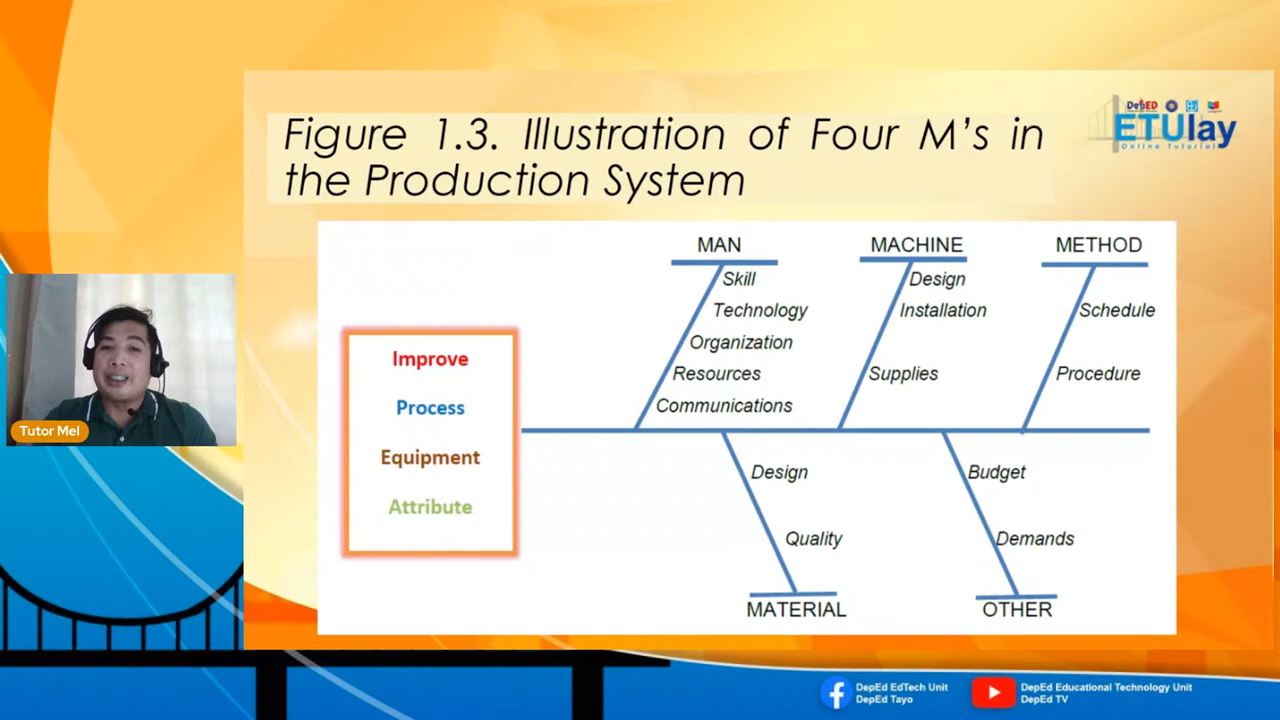 Figure 1.3. Illustration of Four M's in
the Production System
DepED
ETUlay
Online Tutorial
MAN
Skill
Technology
Organization
Resources
Communications
MACHINE
Design
Installation
Supplies
METHOD
Schedule
Procedure
Improve
Process
Equipment
Attribute
Design
Quality
MATERIAL
Budget
Demands
OTHER
Tutor Mel
DepEd EdTech Unit
DepEd Tayo
DepEd Educational Technology Unit
DepEd TV